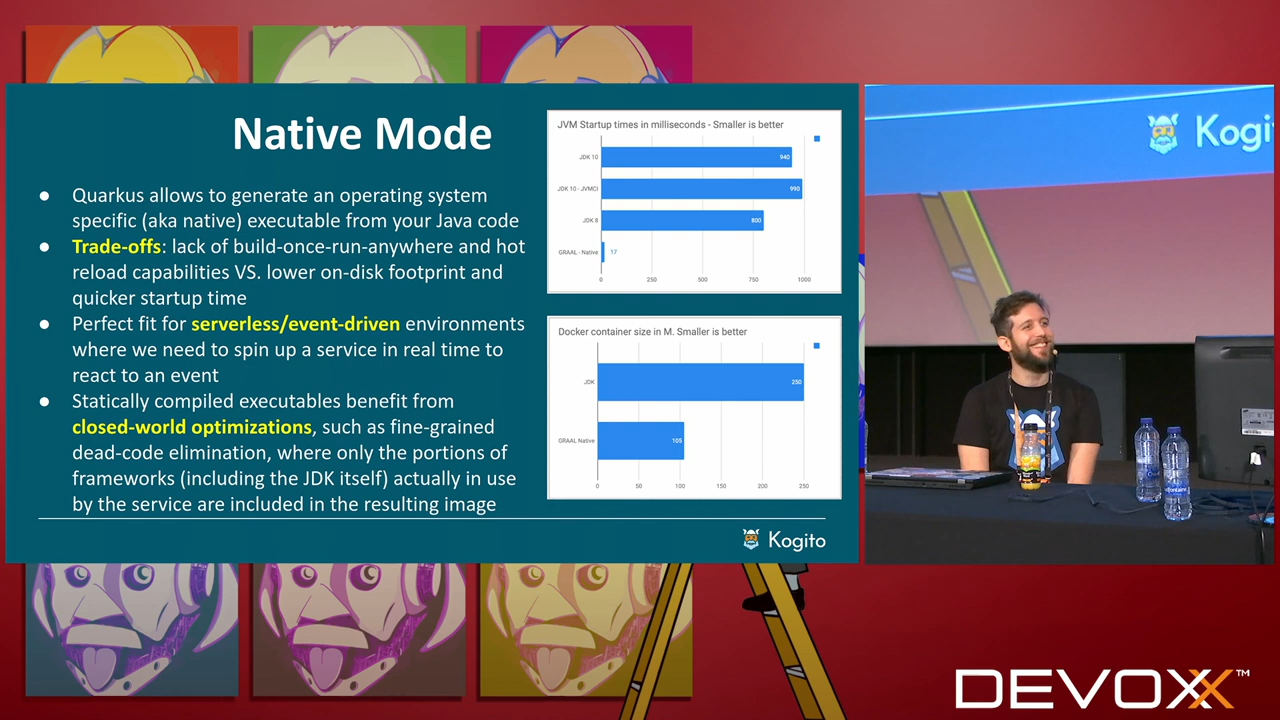 Native Mode
● Quarkus allows to generate an operating system
specific (aka native) executable from your Java code
● Trade-offs: lack of build-once-run-anywhere and hot
reload capabilities VS. lower on-disk footprint and
quicker startup time
● Perfect fit for serverless/event-driven environments
where we need to spin up a service in real time to
react to an event
● Statically compiled executables benefit from
closed-world optimizations, such as fine-grained
dead-code elimination, where only the portions of
frameworks (including the JDK itself) actually in use
by the service are included in the resulting image
JVM Startup times in milliseconds - Smaller is better
JDK 10 940
JDK 10 - JVMCI 990
JDK 8 800
GRAAL - Native 17
0 250 500 750 1000
Docker container size in M. Smaller is better
JDK 250
GRAAL Native 105
0 50 100 150 200 250
Kogito
Kogi
DEVOXX™